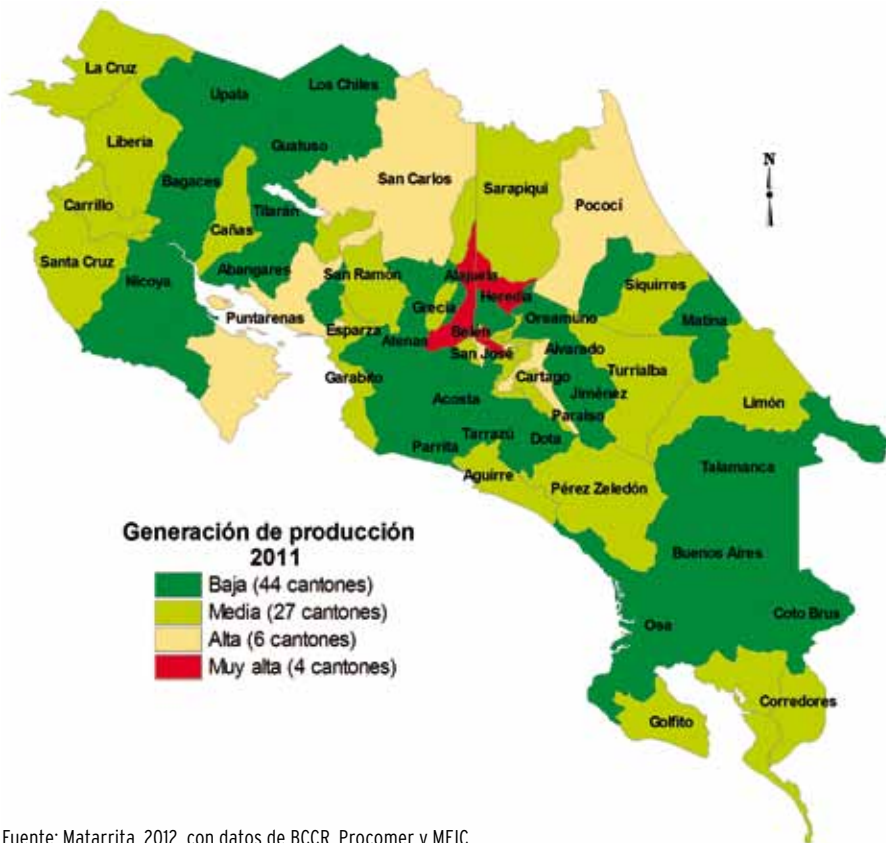 La Cruz
Los Chiles
Upala
Liberia
Guatuso
San Carlos
Sarapiquí
Pococí
N
Bagaces
Carrillo
Tilarán
Cañas
Santa Cruz
Abangares
San Ramón
Alajuela
Siquirres
Nicoya
Heredia
Grecia
Puntarenas
Oreamuno
Matina
Esparza
Belén
Atenas
San José
Alvarado
Garabito
Cartago
Turrialba
Jiménez
Acosta
Limón
Paraíso
Tarrazú
Dota
Parrita
Talamanca
Aguirre
Pérez Zeledón
Buenos Aires
Coto Brus
Osa
Corredores
Golfito
Generación de producción
2011
Baja (44 cantones)
Media (27 cantones)
Alta (6 cantones)
Muy alta (4 cantones)
Fuente: Matarrita, 2012, con datos de BCCR, Procomer y MEIC.